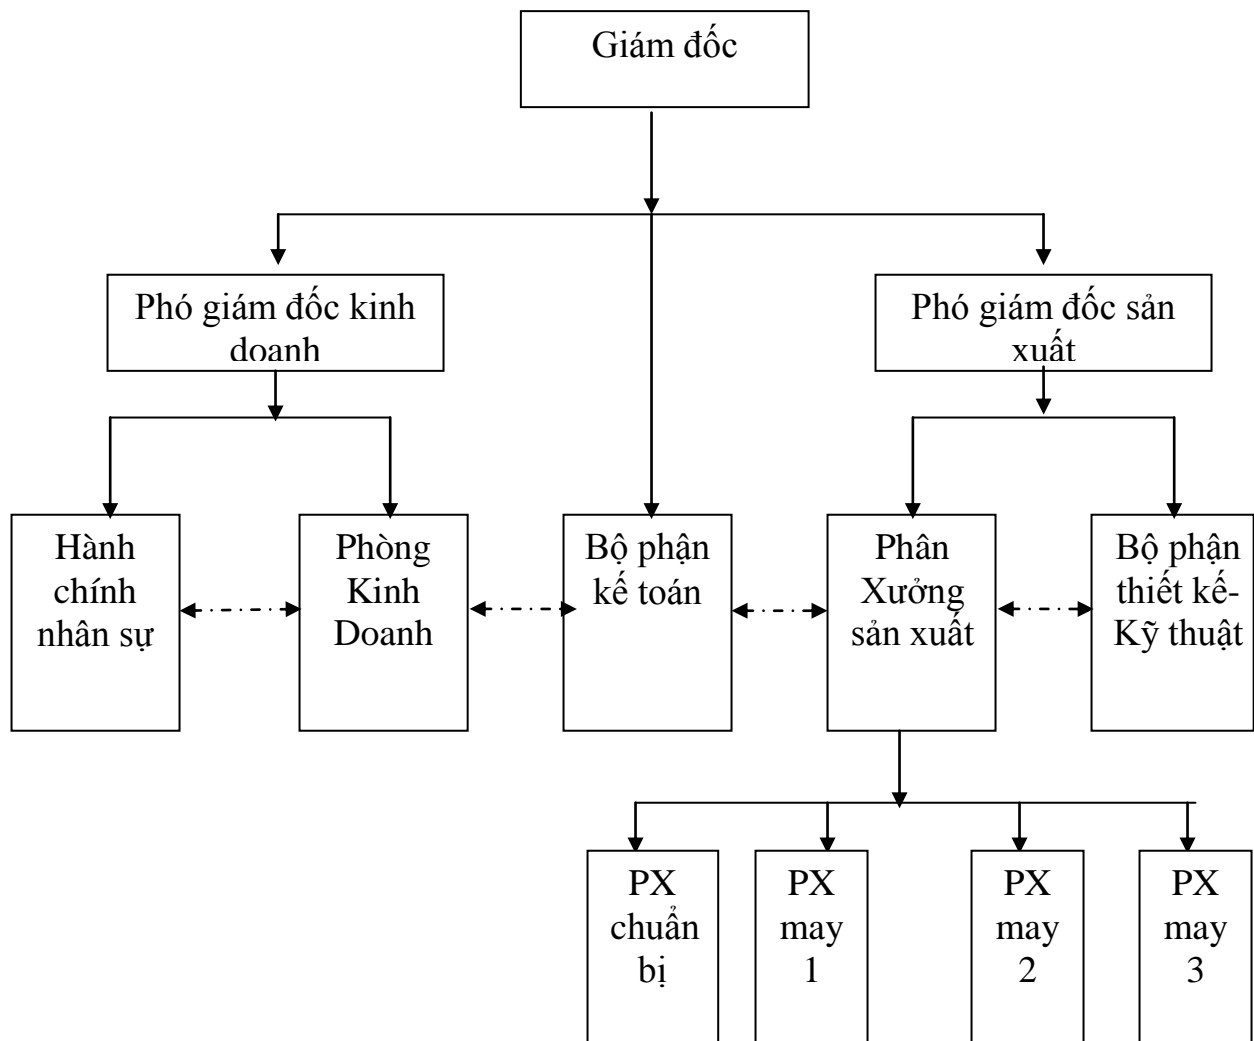 Giám đốc
Phó giám đốc kinh
doanh
Phó giám đốc sản
xuất
Hành
chính
nhân sự
Phòng
Kinh
Doanh
Bộ phận
kế toán
Phân
Xưởng
sản xuất
Bộ phận
thiết kế-
Kỹ thuật
PX
chuẩn
bị
PX
may
1
PX
may
2
PX
may
3